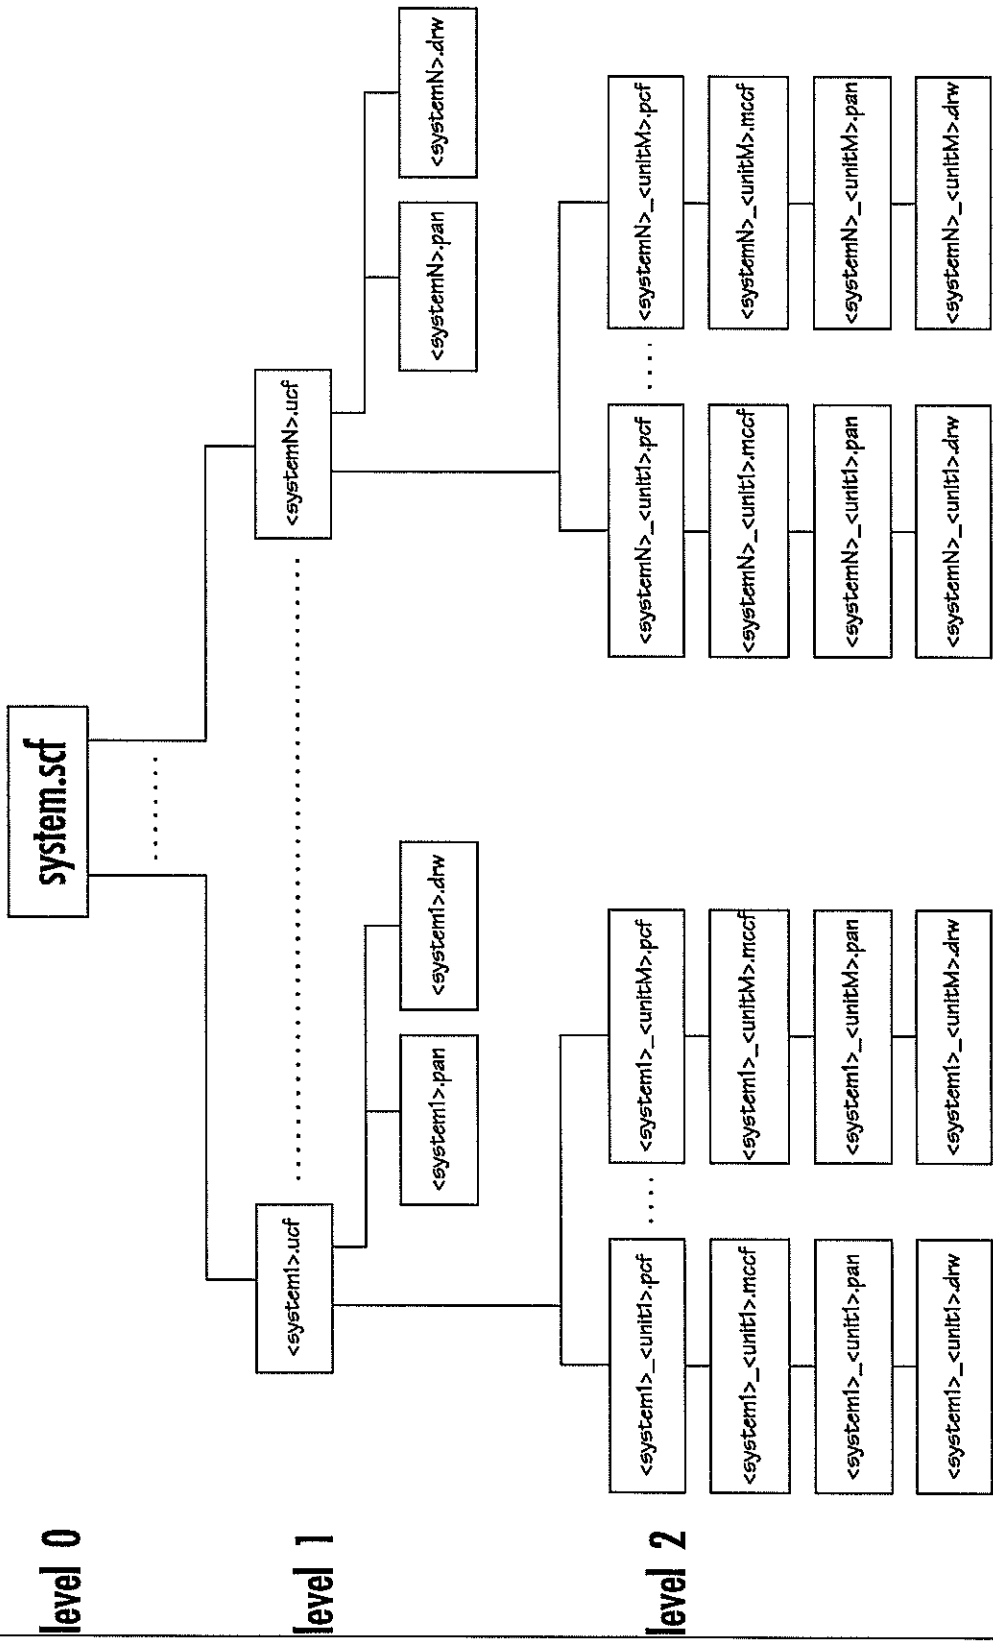 level 0
system.scf
. . . . . .
level 1
<system1>.ucf
<systemN>.ucf
<system1>.pan
<system1>.drw
<systemN>.pan
<systemN>.drw
level 2
<system1>_<unit1>.pcf
. . . .
<system1>_<unitM>.pcf
<systemN>_<unit1>.pcf
. . . .
<systemN>_<unitM>.pcf
<system1>_<unit1>.mccf
<system1>_<unitM>.mccf
<systemN>_<unit1>.mccf
<systemN>_<unitM>.mccf
<system1>_<unit1>.pan
<system1>_<unitM>.pan
<systemN>_<unit1>.pan
<systemN>_<unitM>.pan
<system1>_<unit1>.drw
<system1>_<unitM>.drw
<systemN>_<unit1>.drw
<systemN>_<unitM>.drw